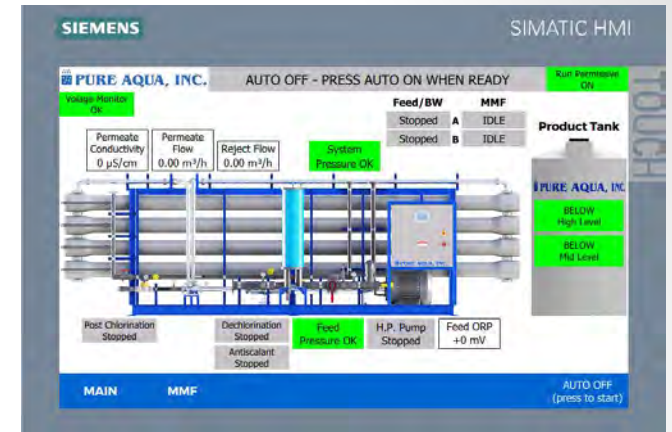 SIEMENS
SIMATIC HMI
TOUCH
PURE AQUA, INC.
AUTO OFF - PRESS AUTO ON WHEN READY
Run Permissive
ON
Voltage Monitor
OK
Feed/BW
MMF
Stopped A IDLE
Stopped B IDLE
Product Tank
Permeate
Conductivity
0 µS/cm
Permeate
Flow
0.00 m³/h
Reject Flow
0.00 m³/h
System
Pressure OK
PURE AQUA, INC.
BELOW
High Level
BELOW
Mid Level
PURE AQUA, INC.
Post Chlorination
Stopped
Dechlorination
Stopped
Antiscalant
Stopped
Feed
Pressure OK
H.P. Pump
Stopped
Feed ORP
+0 mV
MAIN
MMF
AUTO OFF
(press to start)